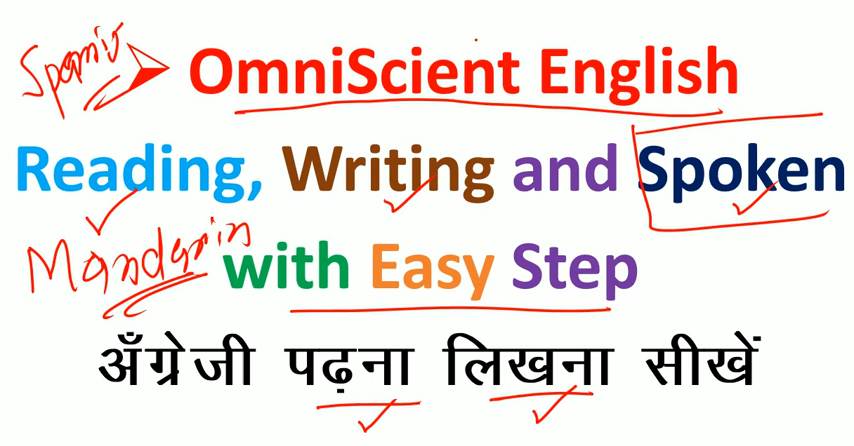 OmniScient English
Reading, Writing and Spoken
Mandarin with Easy Step
अँग्रेजी पढ़ना लिखना सीखें